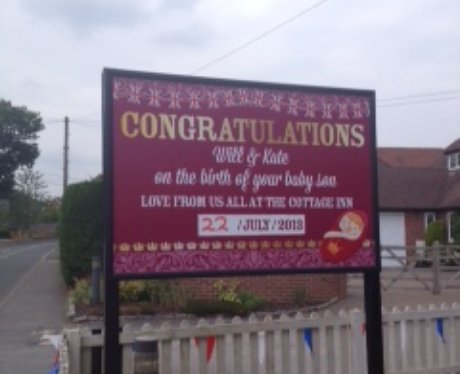 CONGRATULATIONS
Will & Kate
on the birth of your baby son
LOVE FROM US ALL AT THE COTTAGE INN
22 /JULY/2013